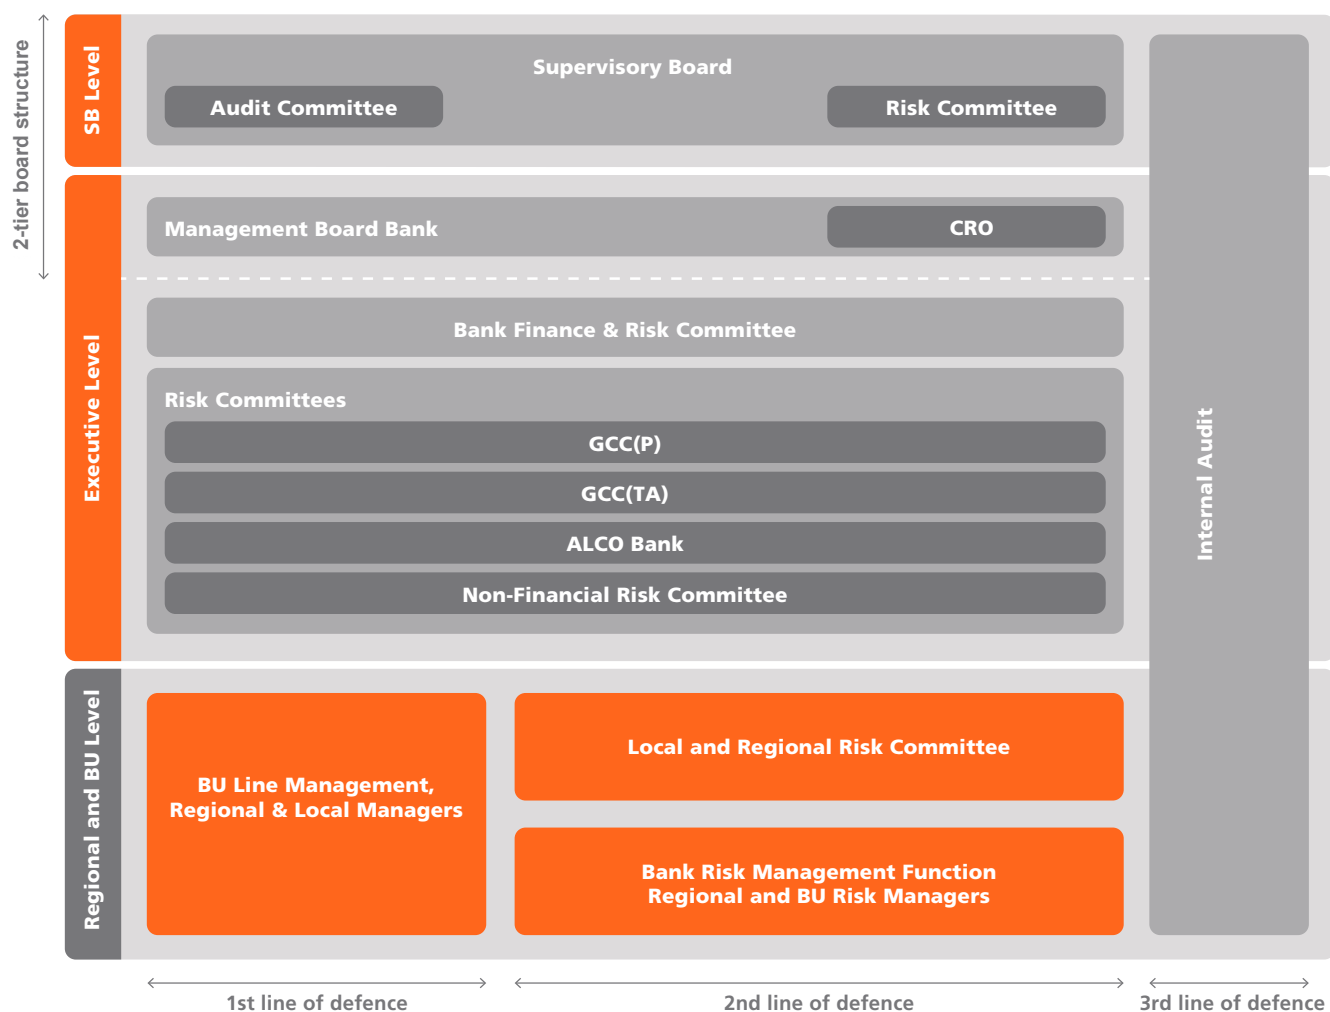 2-tier board structure
SB Level
Supervisory Board
Audit Committee
Risk Committee
Executive Level
Management Board Bank
CRO
Bank Finance & Risk Committee
Risk Committees
GCC(P)
GCC(TA)
ALCO Bank
Non-Financial Risk Committee
Internal Audit
Regional and BU Level
BU Line Management,
Regional & Local Managers
Local and Regional Risk Committee
Bank Risk Management Function
Regional and BU Risk Managers
1st line of defence
2nd line of defence
3rd line of defence